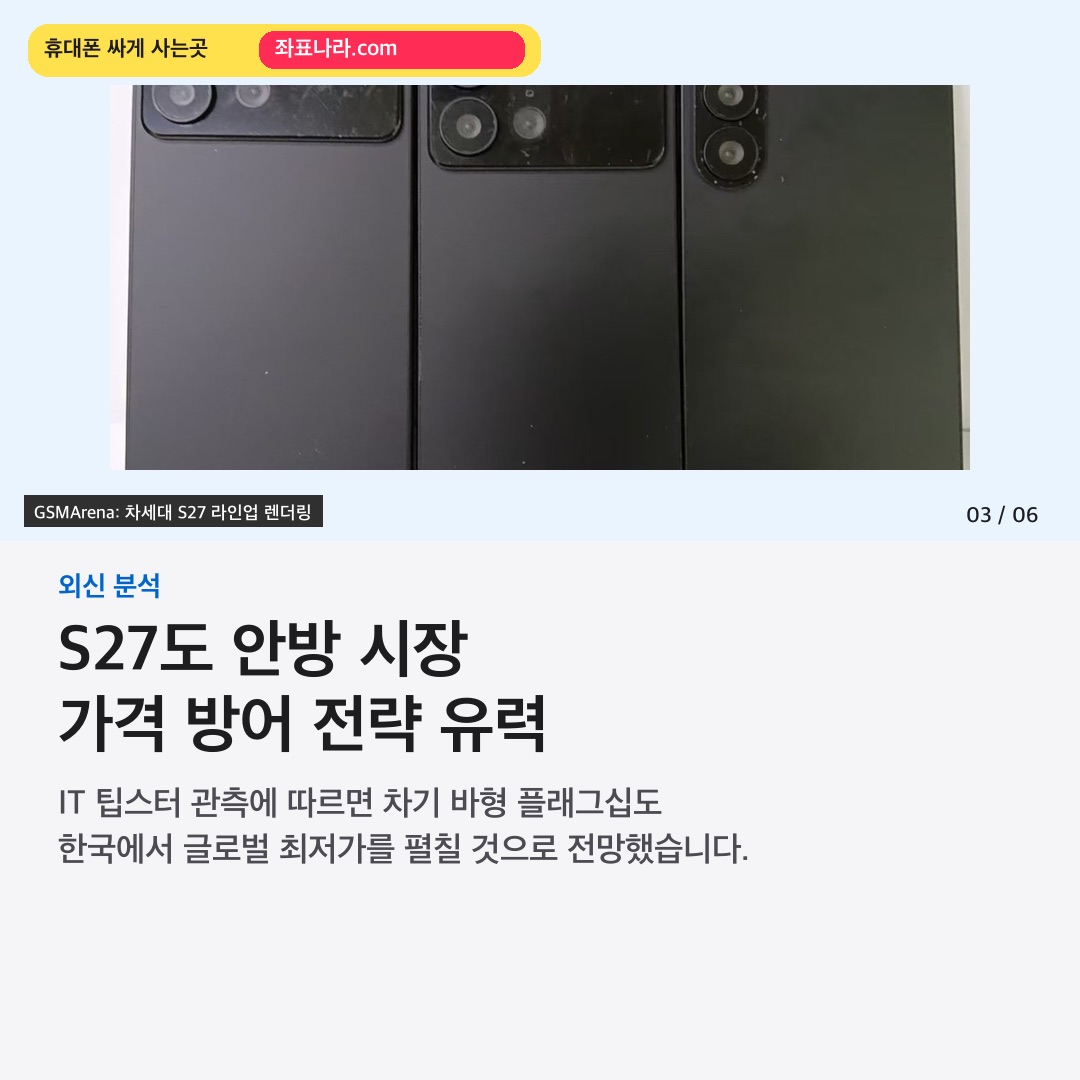 휴대폰 싸게 사는곳
좌표나라.com
GSMArena: 차세대 S27 라인업 렌더링
03 / 06
외신 분석
S27도 안방 시장
가격 방어 전략 유력
IT 팁스터 관측에 따르면 차기 바형 플래그십도
한국에서 글로벌 최저가를 펼칠 것으로 전망했습니다.